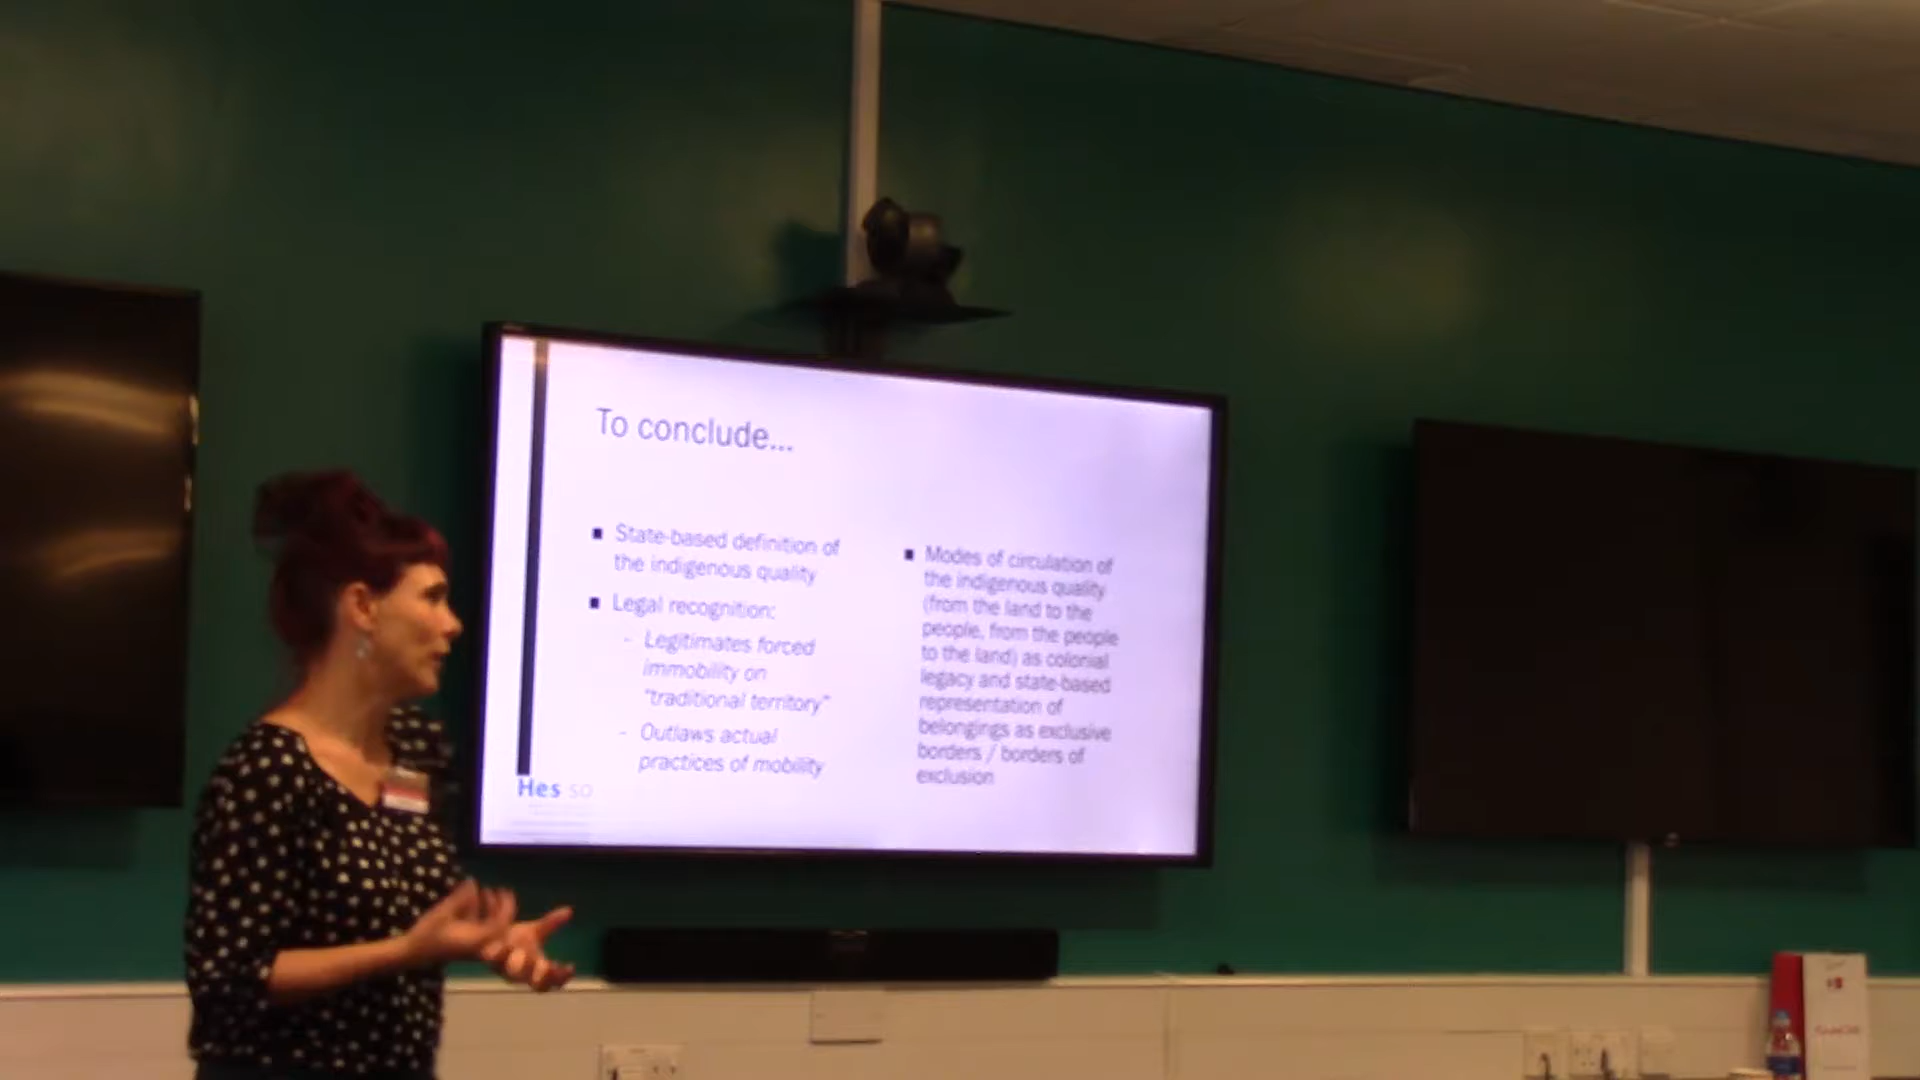 To conclude...
■ State-based definition of
the indigenous quality
■ Legal recognition:
- Legitimates forced
immobility on
"traditional territory"
- Outlaws actual
practices of mobility
■ Modes of circulation of
the indigenous quality
(from the land to the
people, from the people
to the land) as colonial
legacy and state-based
representation of
belongings as exclusive
borders / borders of
exclusion
Hes so